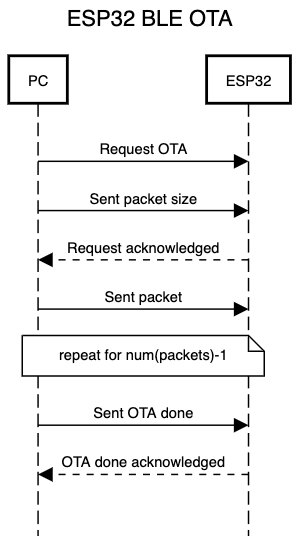 ESP32 BLE OTA
PC
ESP32
Request OTA
Sent packet size
Request acknowledged
Sent packet
repeat for num(packets)-1
Sent OTA done
OTA done acknowledged